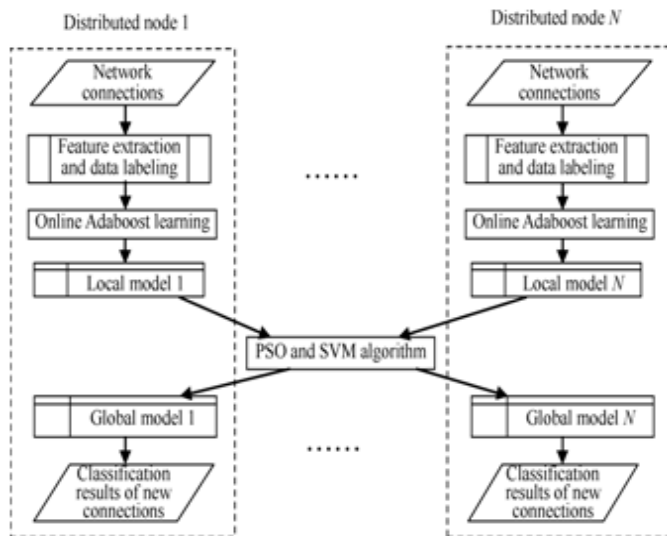 Distributed node 1
Network
connections
Feature extraction
and data labeling
Online Adaboost learning
Local model 1
Distributed node N
Network
connections
Feature extraction
and data labeling
Online Adaboost learning
Local model N
......
PSO and SVM algorithm
Global model 1
Classification
results of new
connections
......
Global model N
Classification
results of new
connections